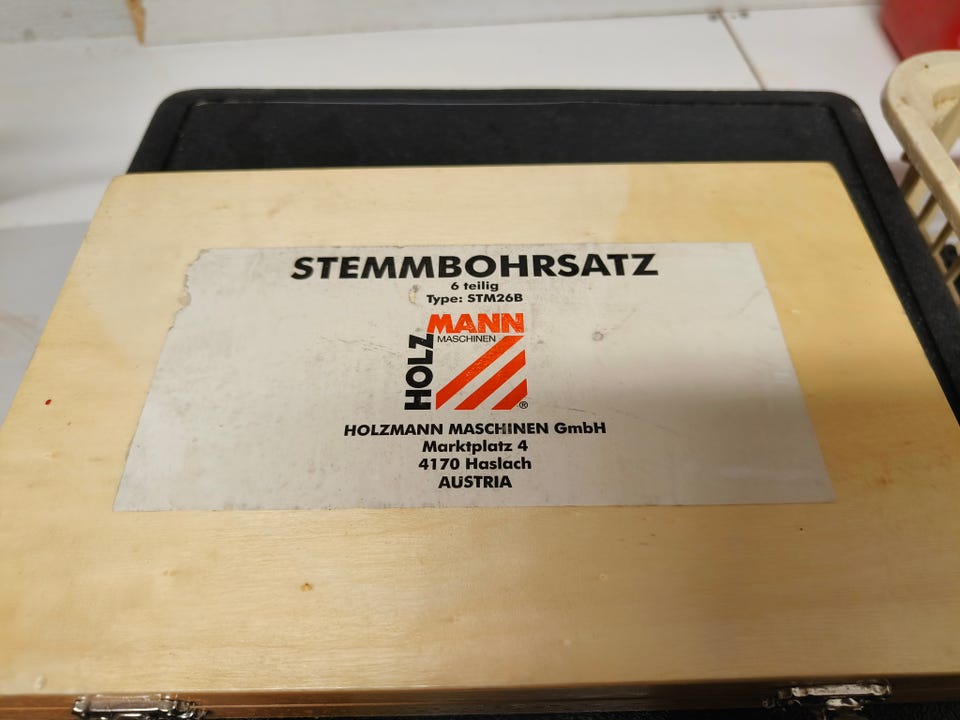 STEMMBOHRSATZ
6 teilig
Type: STM26B
HOLZ
MANN
MASCHINEN
®
HOLZMANN MASCHINEN GmbH
Marktplatz 4
4170 Haslach
AUSTRIA